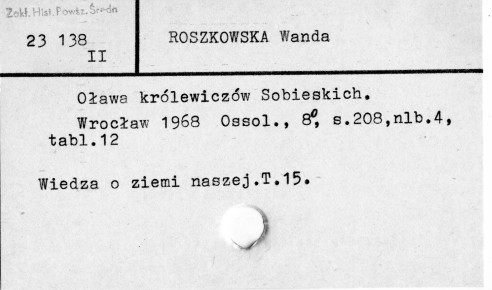 Zakł. Hist. Powsz. Średn
23 138
II
ROSZKOWSKA Wanda
Oława królewiczów Sobieskich.
Wrocław 1968 Ossol., 8⁰, s.208,nlb.4,
tabl.12
Wiedza o ziemi naszej.T.15.